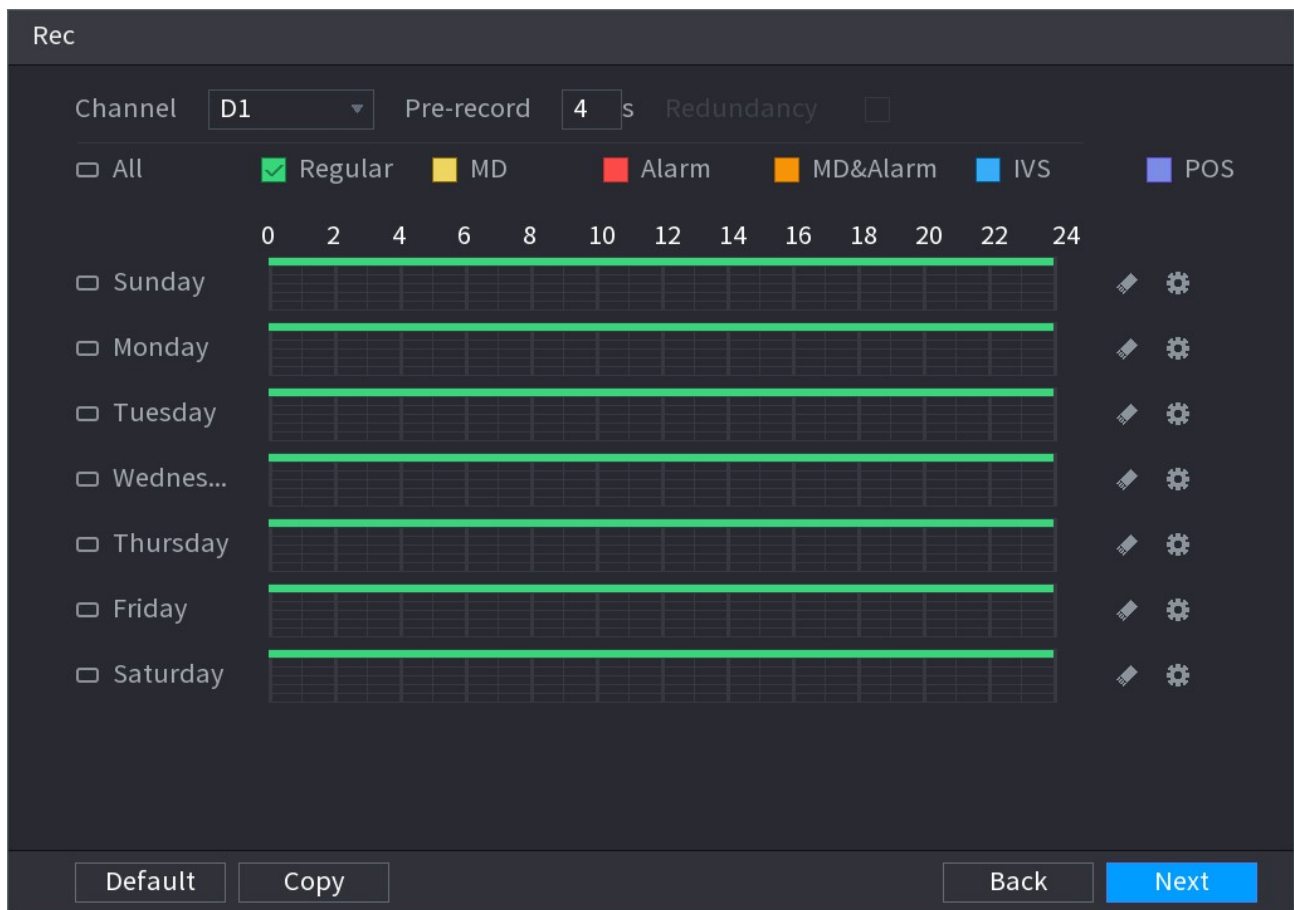 Rec
Channel D1 Pre-record 4 s Redundancy
All Regular MD Alarm MD&Alarm IVS POS
0 2 4 6 8 10 12 14 16 18 20 22 24
Sunday
Monday
Tuesday
Wednes...
Thursday
Friday
Saturday
Default Copy Back Next